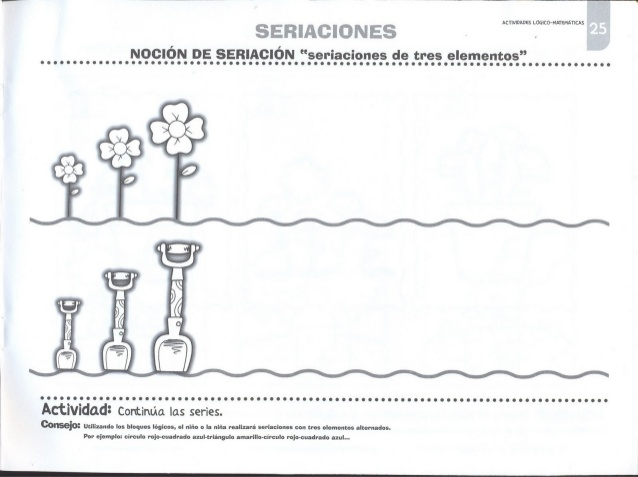 ACTIVIDADES LÓGICO-MATEMÁTICAS 25
SERIACIONES
NOCIÓN DE SERIACIÓN "seriaciones de tres elementos"
Actividad: Continúa las series.
Consejo: Utilizando los bloques lógicos, el niño o la niña realizará seriaciones con tres elementos alternados.
Por ejemplo: círculo rojo-cuadrado azul-triángulo amarillo-círculo rojo-cuadrado azul...